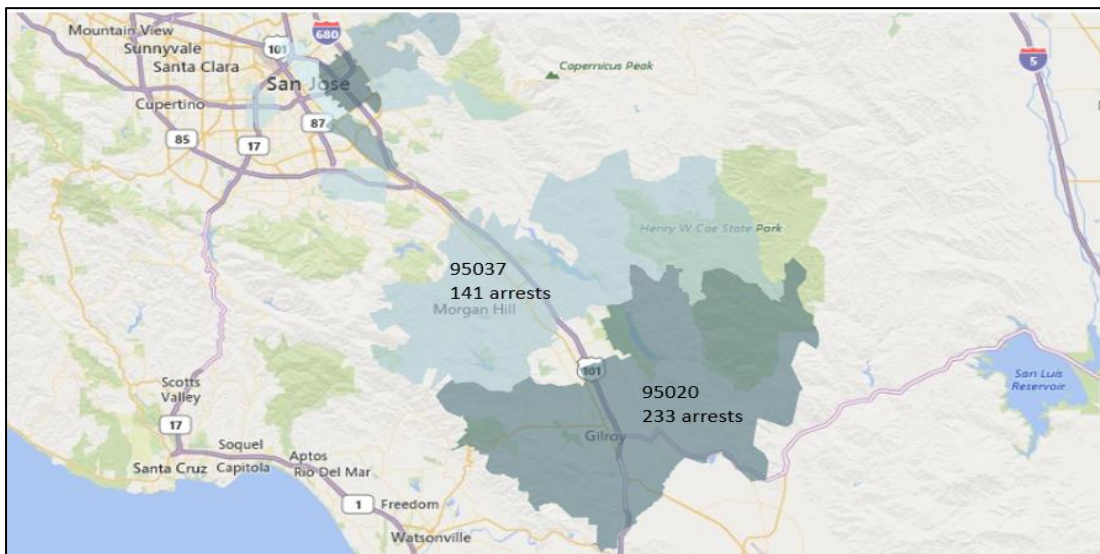 Mountain View
Sunnyvale
Santa Clara
101
680
San Jose
Cupertino
87
85
17
Copernicus Peak
5
Henry W Coe State Park
95037
141 arrests
Morgan Hill
101
95020
233 arrests
Gilroy
San Luis
Reservoir
Scotts
Valley
17
Soquel
Santa Cruz
Capitola
Aptos
Rio Del Mar
1
Freedom
Watsonville